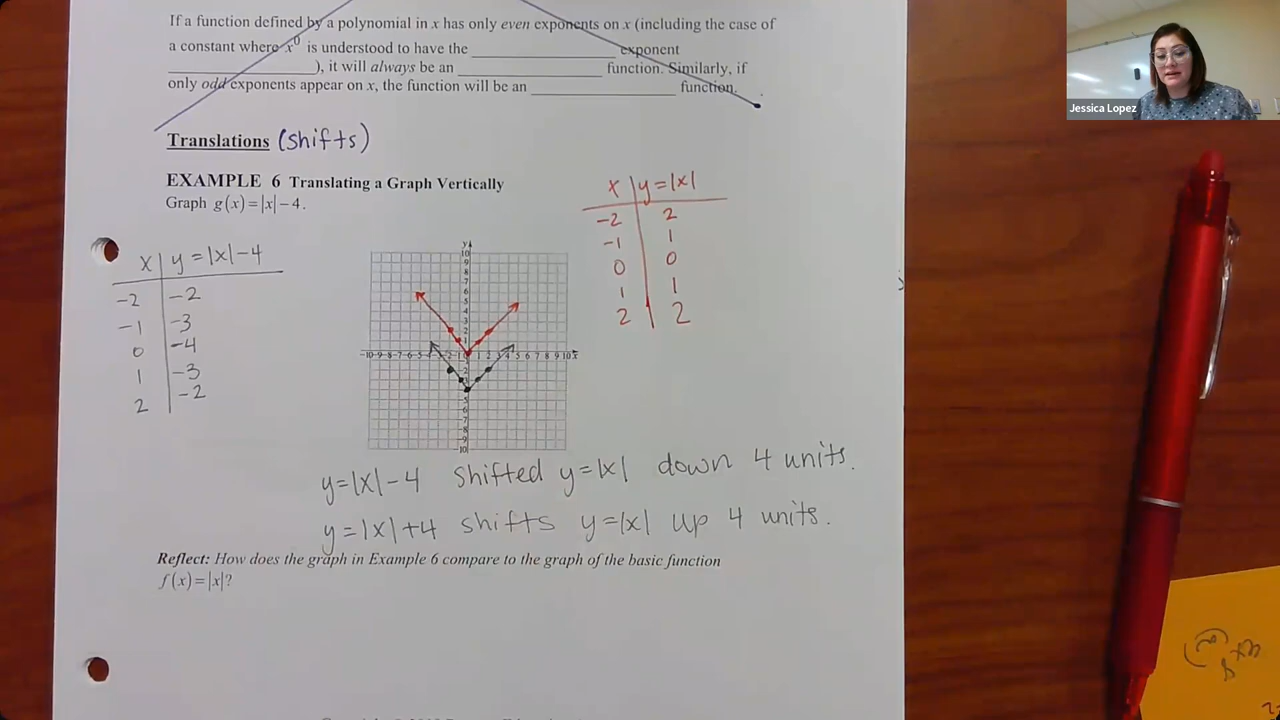 If a function defined by a polynomial in x has only even exponents on x (including the case of
a constant where x⁰ is understood to have the ____________________ exponent
____________________), it will always be an ____________________ function. Similarly, if
only odd exponents appear on x, the function will be an ____________________ function.
Jessica Lopez
Translations (shifts)
EXAMPLE 6 Translating a Graph Vertically
Graph g(x)=|x|−4.
x | y=|x|
-2 2
-1 1
0 0
1 1
2 2
x | y=|x|-4
-2 -2
-1 -3
0 -4
1 -3
2 -2
y=|x|-4 shifted y=|x| down 4 units.
y=|x|+4 shifts y=|x| up 4 units.
Reflect: How does the graph in Example 6 compare to the graph of the basic function
f(x)=|x|?